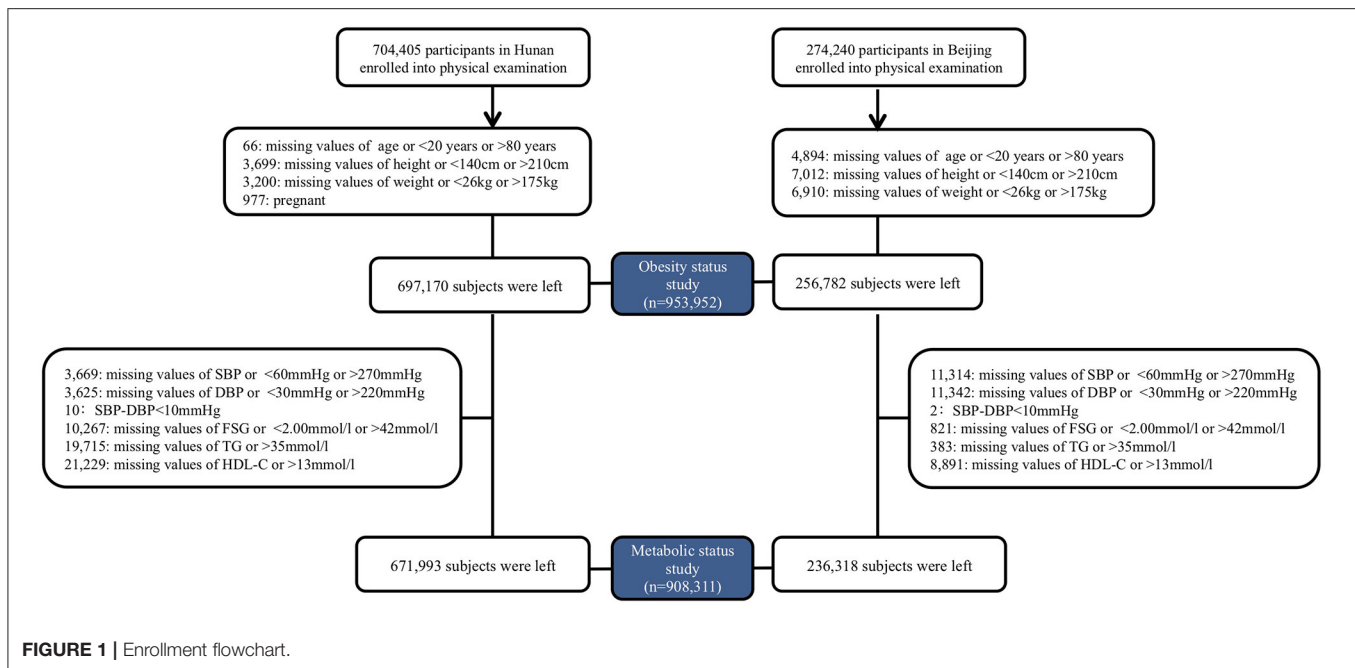 704,405 participants in Hunan
enrolled into physical examination
274,240 participants in Beijing
enrolled into physical examination
66: missing values of age or <20 years or >80 years
3,699: missing values of height or <140cm or >210cm
3,200: missing values of weight or <26kg or >175kg
977: pregnant
4,894: missing values of age or <20 years or >80 years
7,012: missing values of height or <140cm or >210cm
6,910: missing values of weight or <26kg or >175kg
697,170 subjects were left
Obesity status
study
(n=953,952)
256,782 subjects were left
3,669: missing values of SBP or <60mmHg or >270mmHg
3,625: missing values of DBP or <30mmHg or >220mmHg
10：SBP-DBP<10mmHg
10,267: missing values of FSG or <2.00mmol/l or >42mmol/l
19,715: missing values of TG or >35mmol/l
21,229: missing values of HDL-C or >13mmol/l
11,314: missing values of SBP or <60mmHg or >270mmHg
11,342: missing values of DBP or <30mmHg or >220mmHg
2：SBP-DBP<10mmHg
821: missing values of FSG or <2.00mmol/l or >42mmol/l
383: missing values of TG or >35mmol/l
8,891: missing values of HDL-C or >13mmol/l
671,993 subjects were left
Metabolic status
study
(n=908,311)
236,318 subjects were left
FIGURE 1 | Enrollment flowchart.